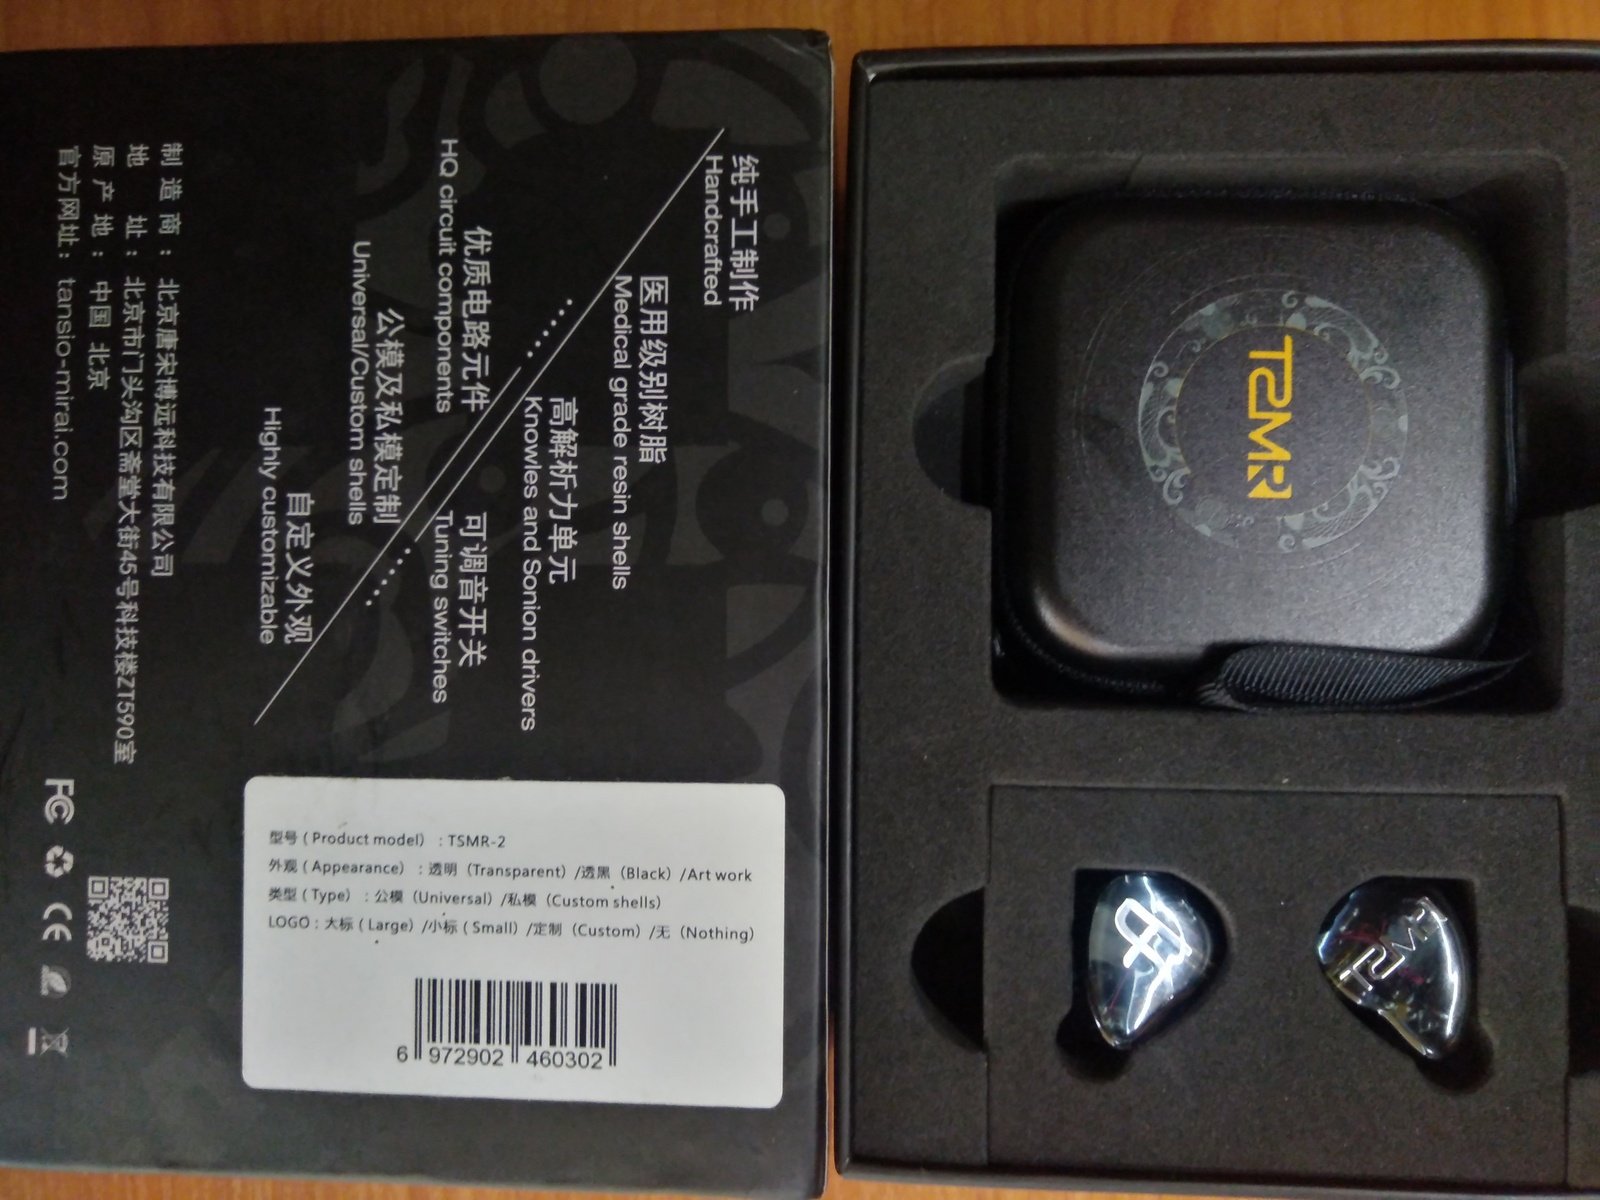 纯手工制作
Handcrafted
医用级别树脂
Medical grade resin shells
高解析力单元
Knowles and Sonion drivers
可调音开关
Tuning switches
优质电路元件
HQ circuit components
公模及私模定制
Universal/Custom shells
自定义外观
Highly customizable
制造商：北京唐宋博远科技有限公司
地址：北京市门头沟区斋堂大街45号科技楼ZT590室
原产地：中国 北京
官方网址：tansio-mirai.com
FC
CE
型号 ( Product model) : TSMR-2
外观 ( Appearance) : 透明 (Transparent) /透黑 (Black) /Art work
类型 (Type) : 公模 (Universal) /私模 (Custom shells)
LOGO : 大标 ( Large) /小标 ( Small) /定制 (Custom) /无 (Nothing)
6 972902 460302
TSMR
TSMR